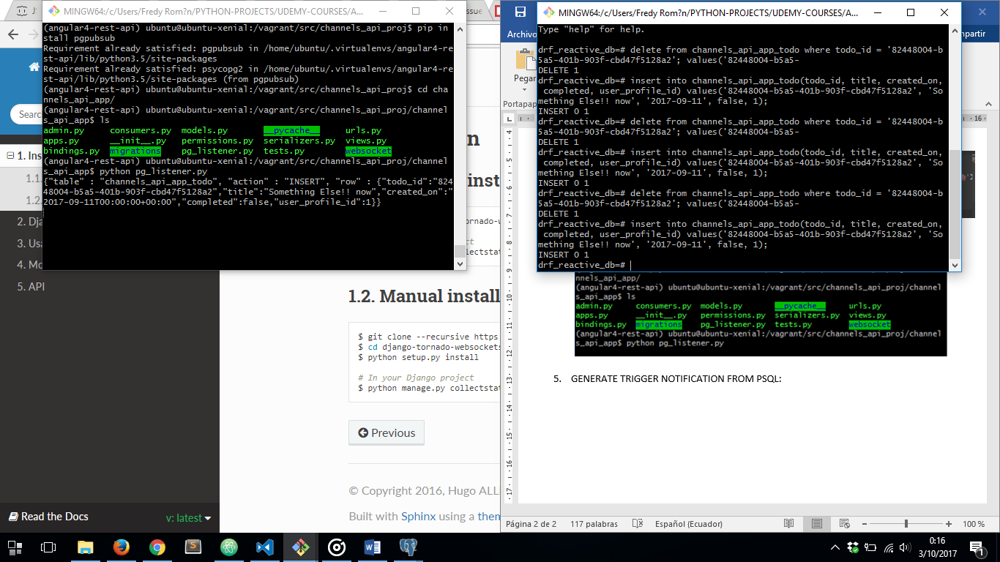 MINGW64:/c/Users/Fredy Rom?n/PYTHON-PROJECTS/UDEMY-COURSES/A...
(angular4-rest-api) ubuntu@ubuntu-xenial:/vagrant/src/channels_api_proj$ pip in
stall pgpubsub
Requirement already satisfied: pgpubsub in /home/ubuntu/.virtualenvs/angular4-re
st-api/lib/python3.5/site-packages
Requirement already satisfied: psycopg2 in /home/ubuntu/.virtualenvs/angular4-re
st-api/lib/python3.5/site-packages (from pgpubsub)
(angular4-rest-api) ubuntu@ubuntu-xenial:/vagrant/src/channels_api_proj$ cd cha
nnels_api_app/
(angular4-rest-api) ubuntu@ubuntu-xenial:/vagrant/src/channels_api_proj/channel
s_api_app$ ls
admin.py consumers.py models.py __pycache__ urls.py
apps.py __init__.py permissions.py serializers.py views.py
bindings.py migrations pg_listener.py tests.py websocket
(angular4-rest-api) ubuntu@ubuntu-xenial:/vagrant/src/channels_api_proj/channel
s_api_app$ python pg_listener.py
{"table" : "channels_api_app_todo", "action" : "INSERT", "row" : {"todo_id":"824
48004-b5a5-401b-903f-cbd47f5128a2","title":"Something Else!! now","created_on":"
2017-09-11T00:00:00+00:00","completed":false,"user_profile_id":1}}
MINGW64:/c/Users/Fredy Rom?n/PYTHON-PROJECTS/UDEMY-COURSES/A...
Type "help" for help.
drf_reactive_db=# delete from channels_api_app_todo where todo_id = '82448004-b
5a5-401b-903f-cbd47f5128a2'; values('82448004-b5a5-
DELETE 1
drf_reactive_db=# insert into channels_api_app_todo(todo_id, title, created_on,
completed, user_profile_id) values('82448004-b5a5-401b-903f-cbd47f5128a2', 'So
mething Else!! now', '2017-09-11', false, 1);
INSERT 0 1
drf_reactive_db=# delete from channels_api_app_todo where todo_id = '82448004-b
5a5-401b-903f-cbd47f5128a2'; values('82448004-b5a5-
DELETE 1
drf_reactive_db=# insert into channels_api_app_todo(todo_id, title, created_on,
completed, user_profile_id) values('82448004-b5a5-401b-903f-cbd47f5128a2', 'So
mething Else!! now', '2017-09-11', false, 1);
INSERT 0 1
drf_reactive_db=# delete from channels_api_app_todo where todo_id = '82448004-b
5a5-401b-903f-cbd47f5128a2'; values('82448004-b5a5-
DELETE 1
drf_reactive_db=# insert into channels_api_app_todo(todo_id, title, created_on,
completed, user_profile_id) values('82448004-b5a5-401b-903f-cbd47f5128a2', 'So
mething Else!! now', '2017-09-11', false, 1);
INSERT 0 1
drf_reactive_db=#
Archivo
Pegar
Portapap
partir
issue
Searc
1. Ins
1.1.
1.2.
2. Dja
3. Usa
4. Mo
5. API
on
inst
ornado-w
ct
llectstat
1.2. Manual install
$ git clone --recursive https
$ cd django-tornado-websockets
$ python setup.py install
# In your Django project
$ python manage.py collectstat
Previous
© Copyright 2016, Hugo ALL
Built with Sphinx using a them
Read the Docs
v: latest
nnels_api_app/
(angular4-rest-api) ubuntu@ubuntu-xenial:/vagrant/src/channels_api_proj/channel
s_api_app$ ls
admin.py consumers.py models.py __pycache__ urls.py
apps.py __init__.py permissions.py serializers.py views.py
bindings.py migrations pg_listener.py tests.py websocket
(angular4-rest-api) ubuntu@ubuntu-xenial:/vagrant/src/channels_api_proj/channel
s_api_app$ python pg_listener.py
5. GENERATE TRIGGER NOTIFICATION FROM PSQL:
Página 2 de 2 117 palabras Español (Ecuador) 100 %
0:16
3/10/2017